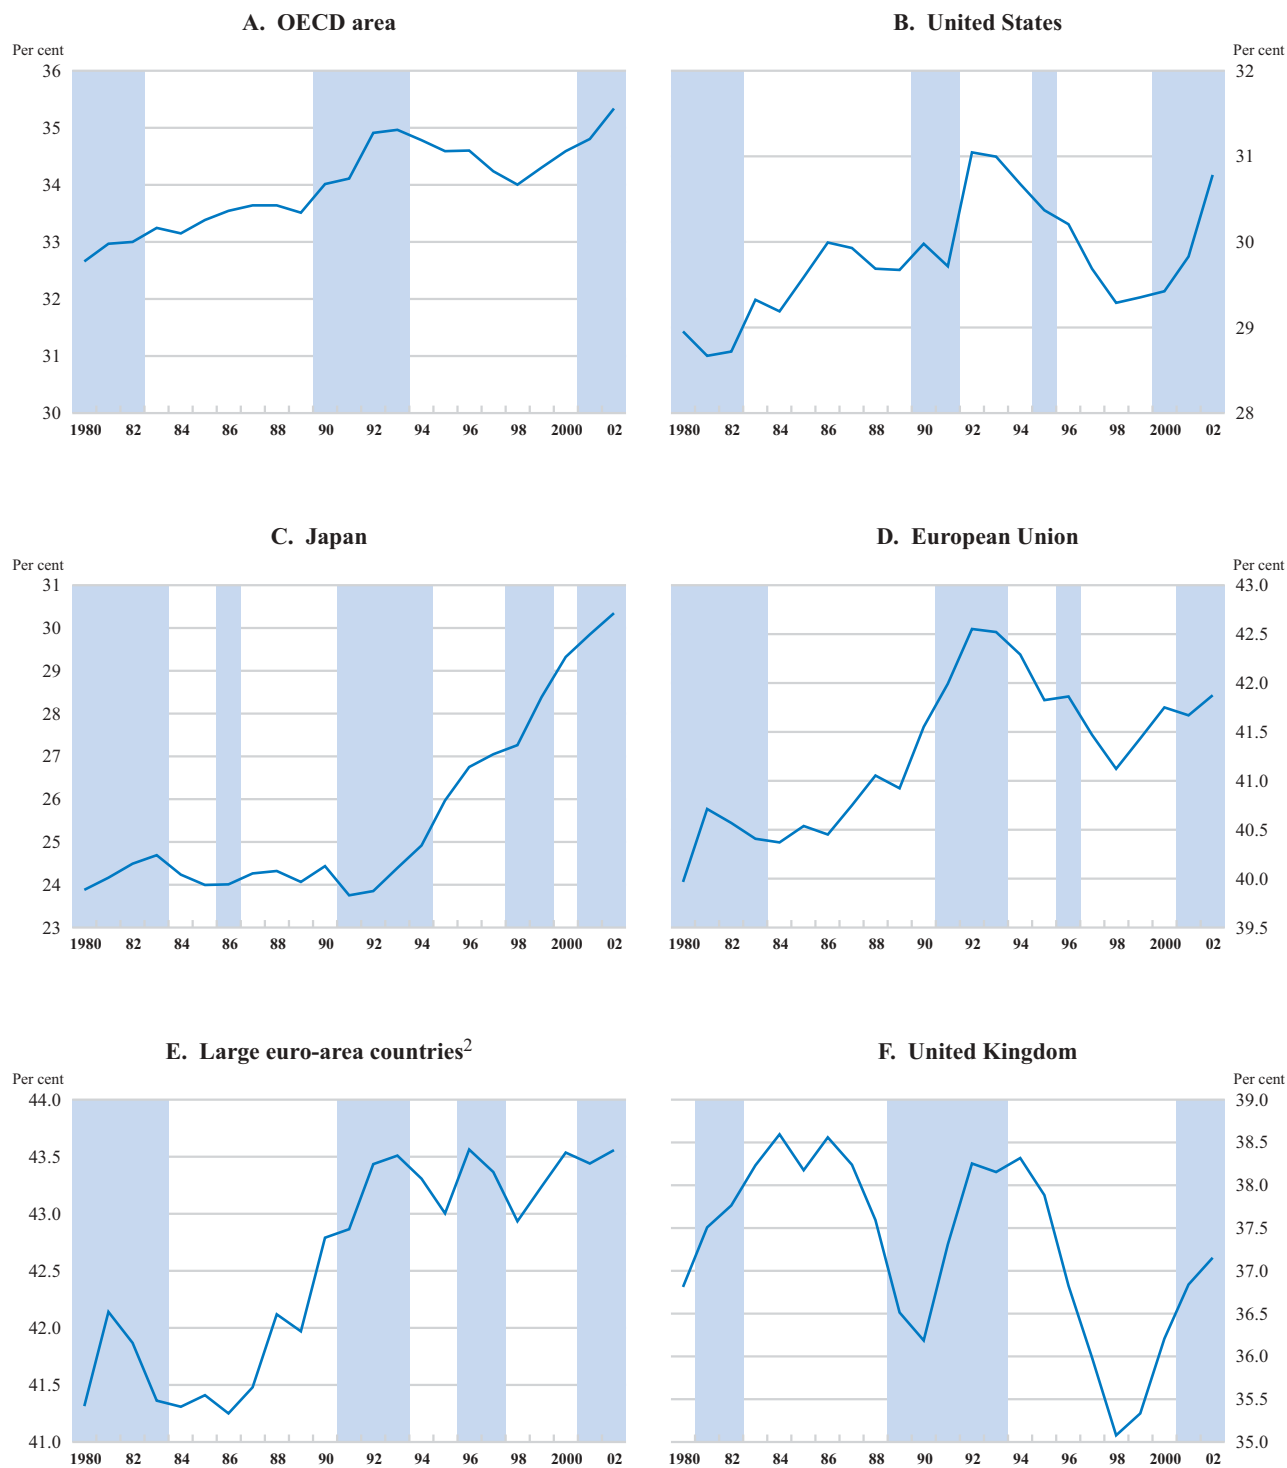 A. OECD area
Per cent
36
35
34
33
32
31
30
1980 82 84 86 88 90 92 94 96 98 2000 02
B. United States
Per cent
32
31
30
29
28
1980 82 84 86 88 90 92 94 96 98 2000 02
C. Japan
Per cent
31
30
29
28
27
26
25
24
23
1980 82 84 86 88 90 92 94 96 98 2000 02
D. European Union
Per cent
43.0
42.5
42.0
41.5
41.0
40.5
40.0
39.5
1980 82 84 86 88 90 92 94 96 98 2000 02
E. Large euro-area countries2
Per cent
44.0
43.5
43.0
42.5
42.0
41.5
41.0
1980 82 84 86 88 90 92 94 96 98 2000 02
F. United Kingdom
Per cent
39.0
38.5
38.0
37.5
37.0
36.5
36.0
35.5
35.0
1980 82 84 86 88 90 92 94 96 98 2000 02